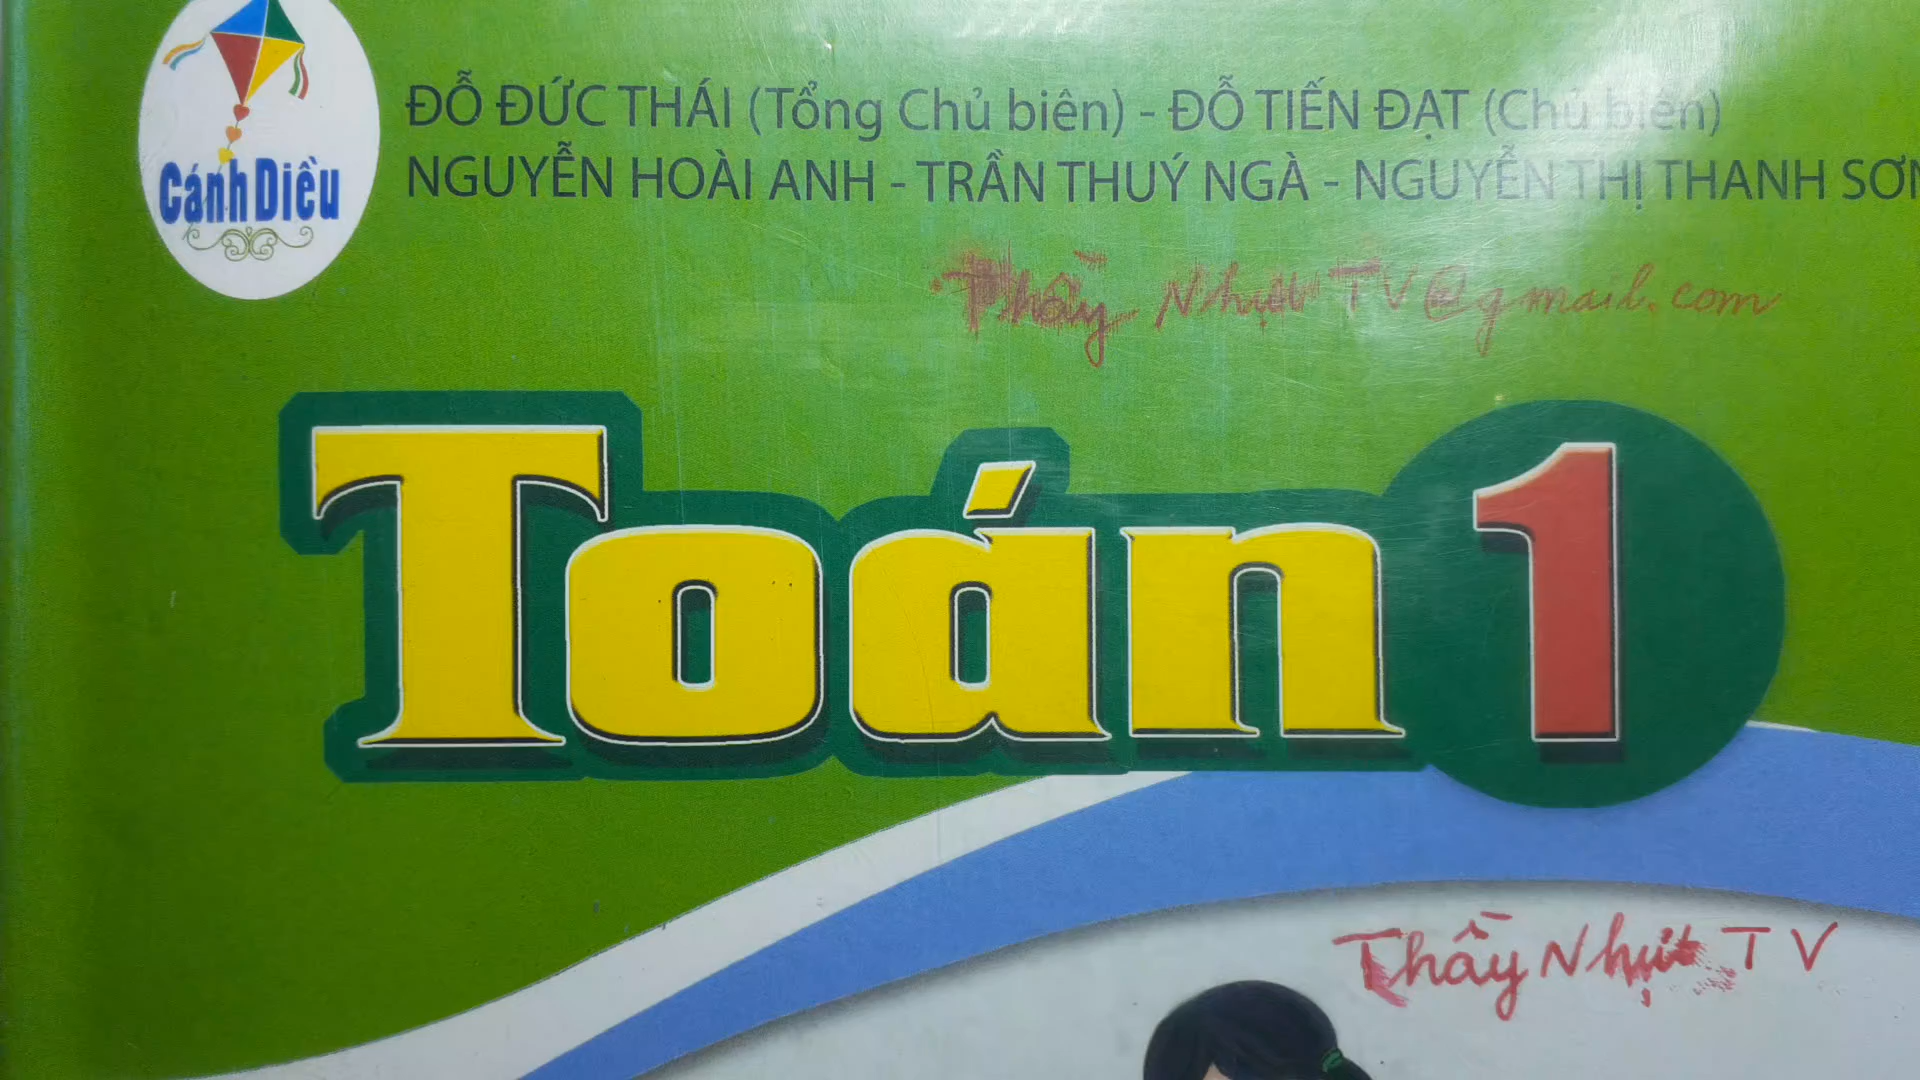 Cánh Diều
ĐỖ ĐỨC THÁI (Tổng Chủ biên) - ĐỖ TIẾN ĐẠT (Chủ biên)
NGUYỄN HOÀI ANH - TRẦN THUÝ NGÀ - NGUYỄN THỊ THANH SƠN
Thầy Nhựt TV@gmail.com
Toán 1
Thầy Nhựt TV